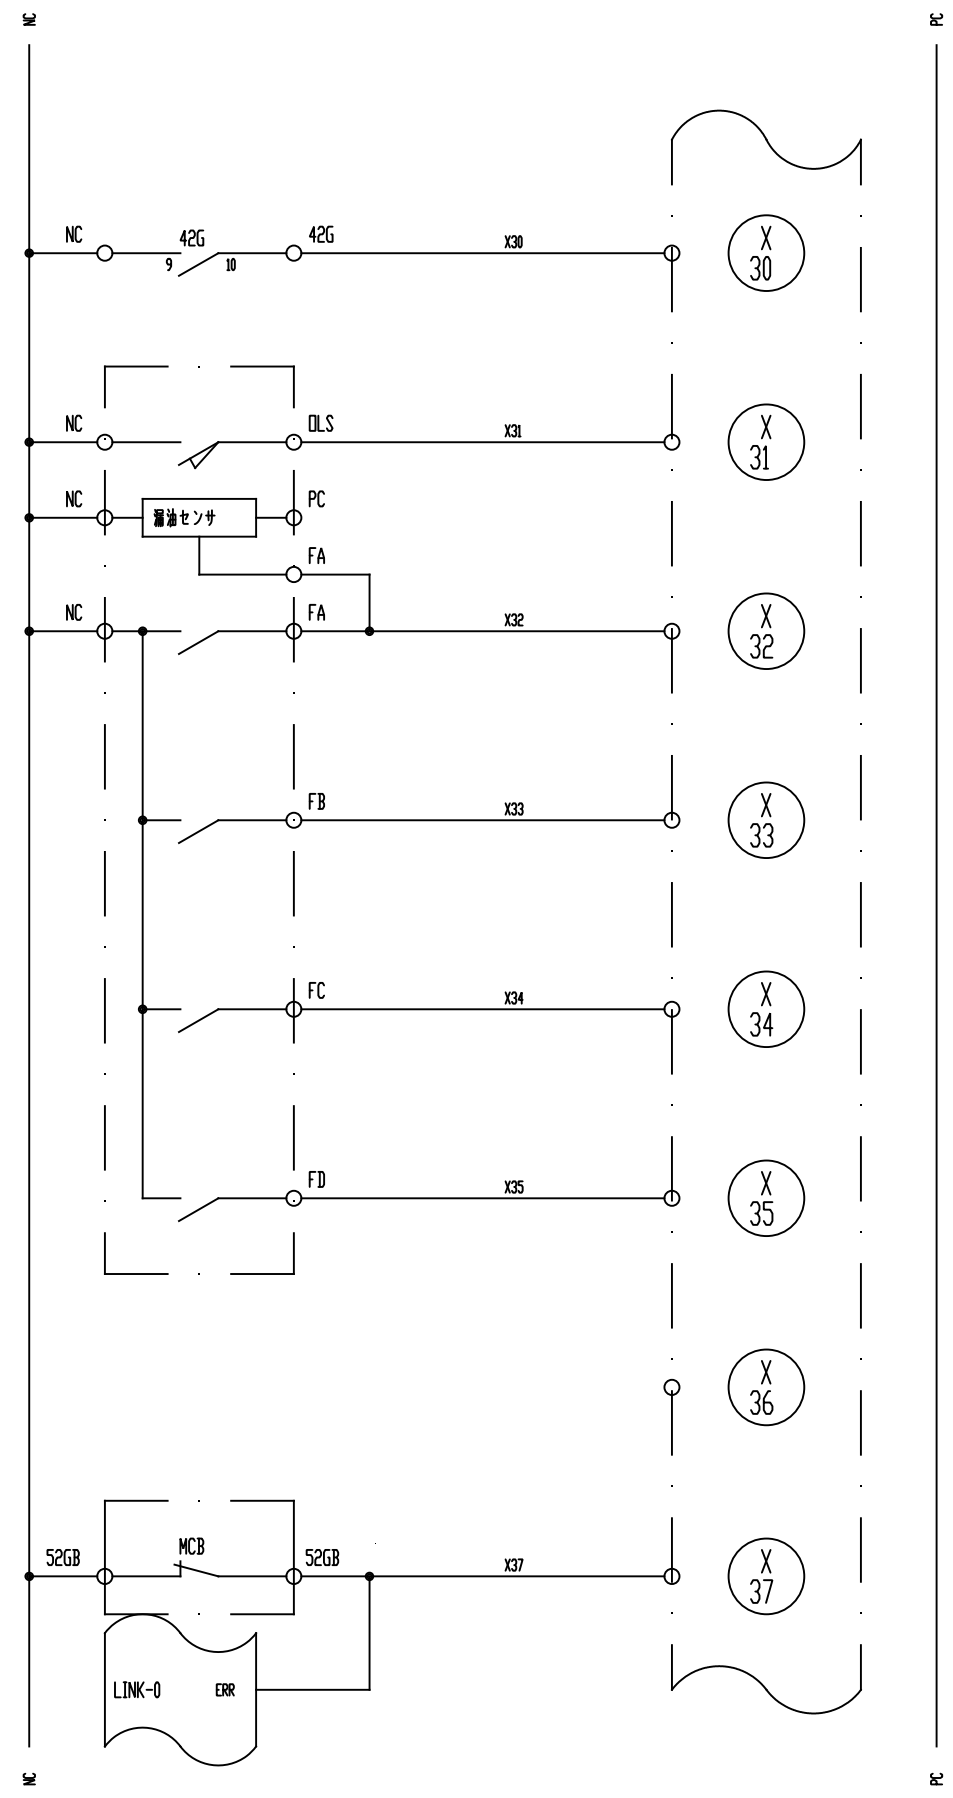 NC PC
NC 42G 42G X30 X
9 10 30
NC OLS X31 X
31
NC 漏油センサ PC
FA
NC FA X32 X
32
FB X33 X
33
FC X34 X
34
FD X35 X
35
X
36
52GB MCB 52GB X37 X
37
LINK-0 ERR
NC PC